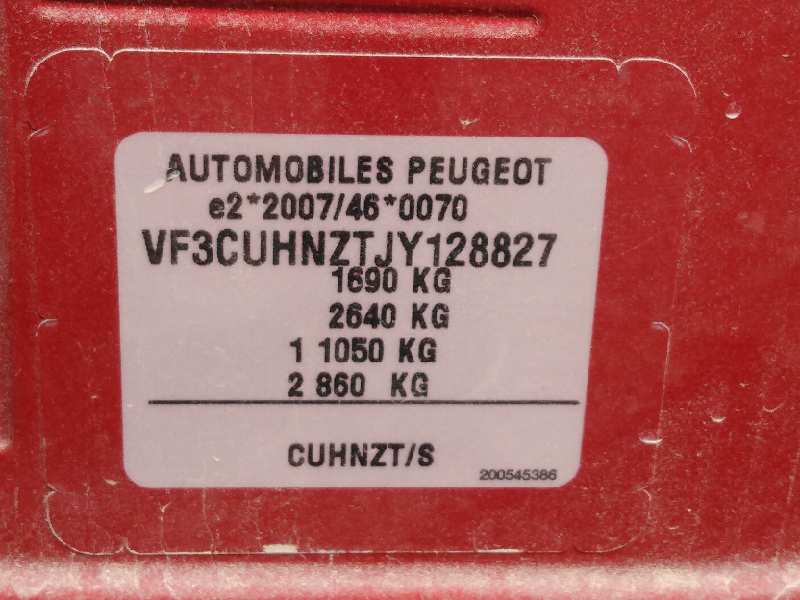 AUTOMOBILES PEUGEOT
e2*2007/46*0070
VF3CUHNZTJY128827
1690 KG
2640 KG
1 1050 KG
2 860 KG
CUHNZT/S
200545386